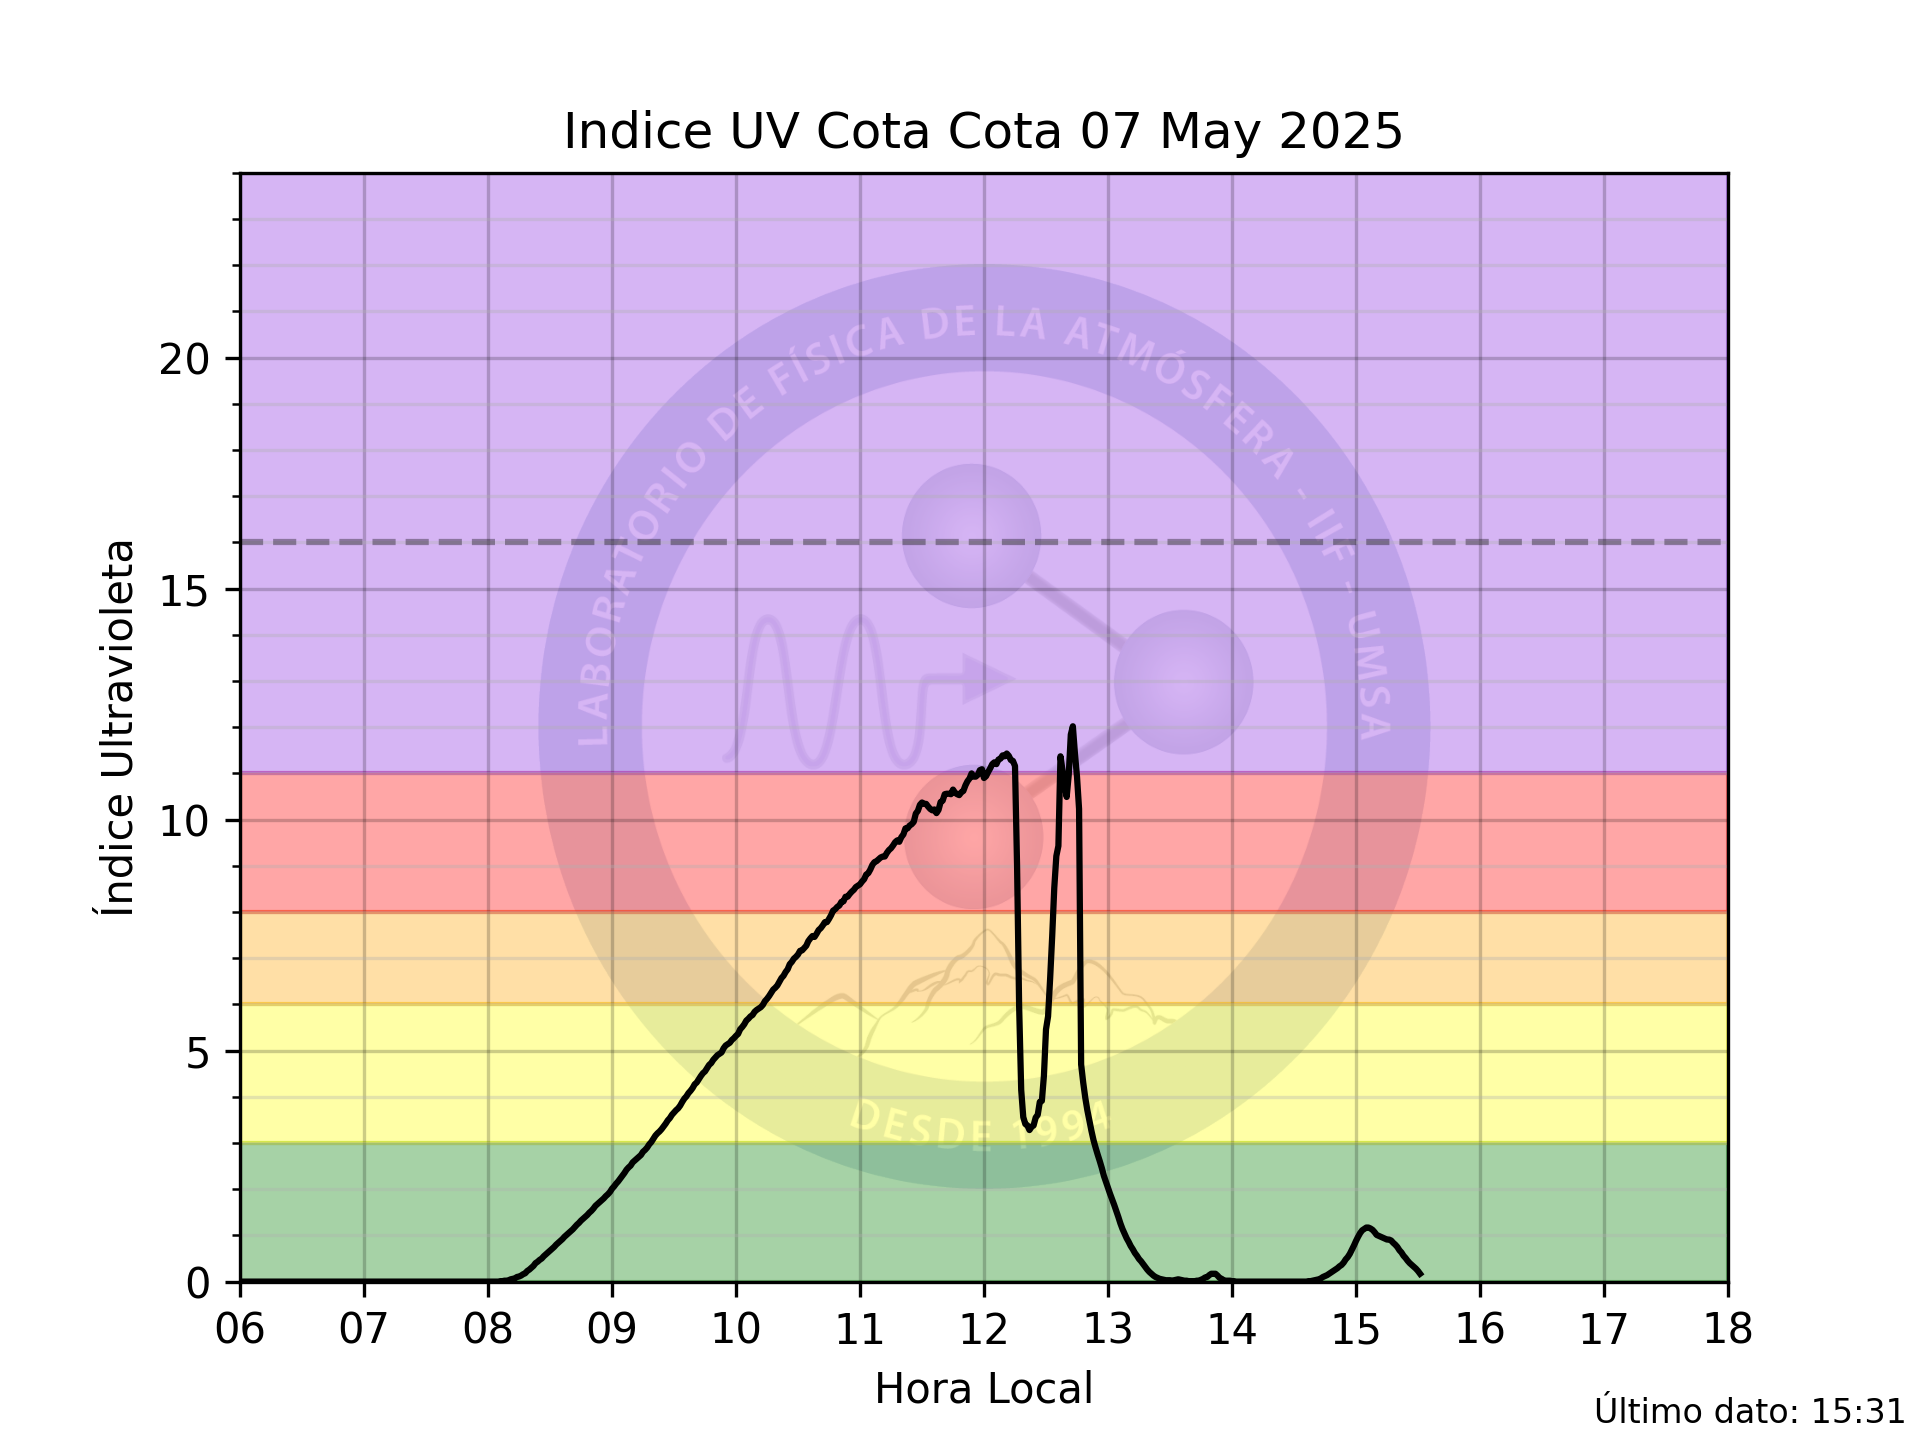 Indice UV Cota Cota 07 May 2025
Índice Ultravioleta
20
15
10
5
0
LABORATORIO DE FÍSICA DE LA ATMÓSFERA - IIF - UMSA
DESDE 1994
06 07 08 09 10 11 12 13 14 15 16 17 18
Hora Local
Último dato: 15:31